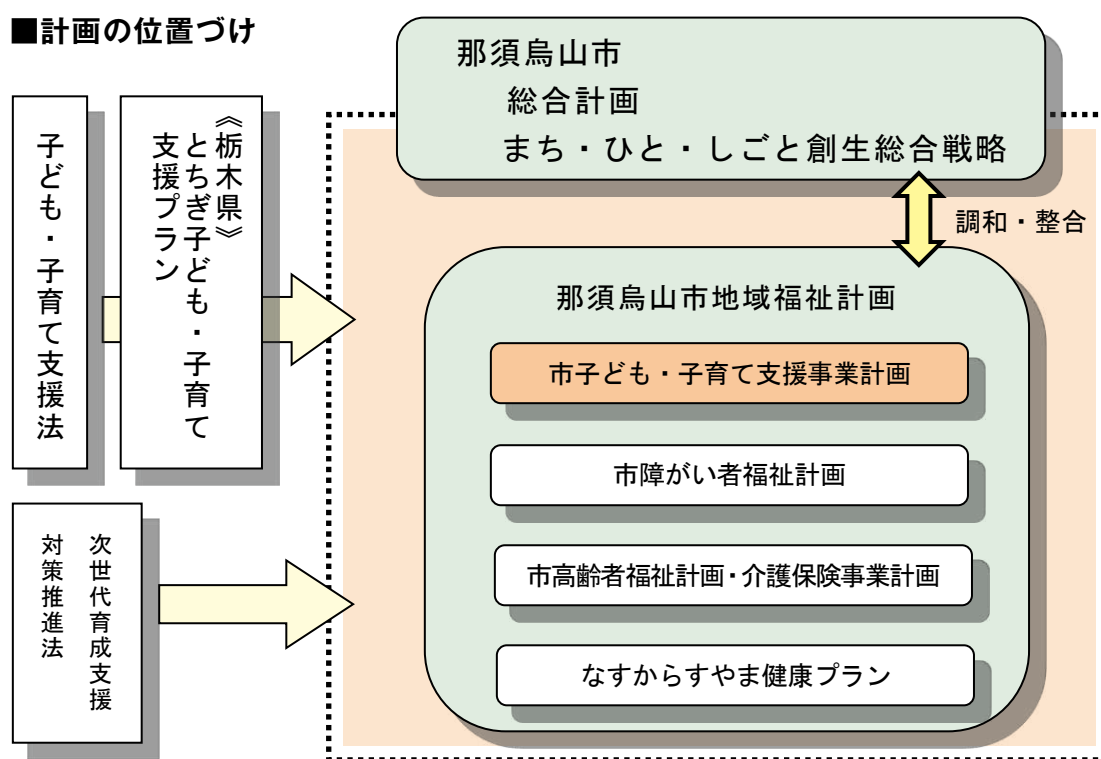 ■計画の位置づけ
那須烏山市
総合計画
まち・ひと・しごと創生総合戦略
調和・整合
子ども・子育て支援法
《栃木県》
とちぎ子ども・子育て
支援プラン
次世代育成支援
対策推進法
那須烏山市地域福祉計画
市子ども・子育て支援事業計画
市障がい者福祉計画
市高齢者福祉計画・介護保険事業計画
なすからすやま健康プラン